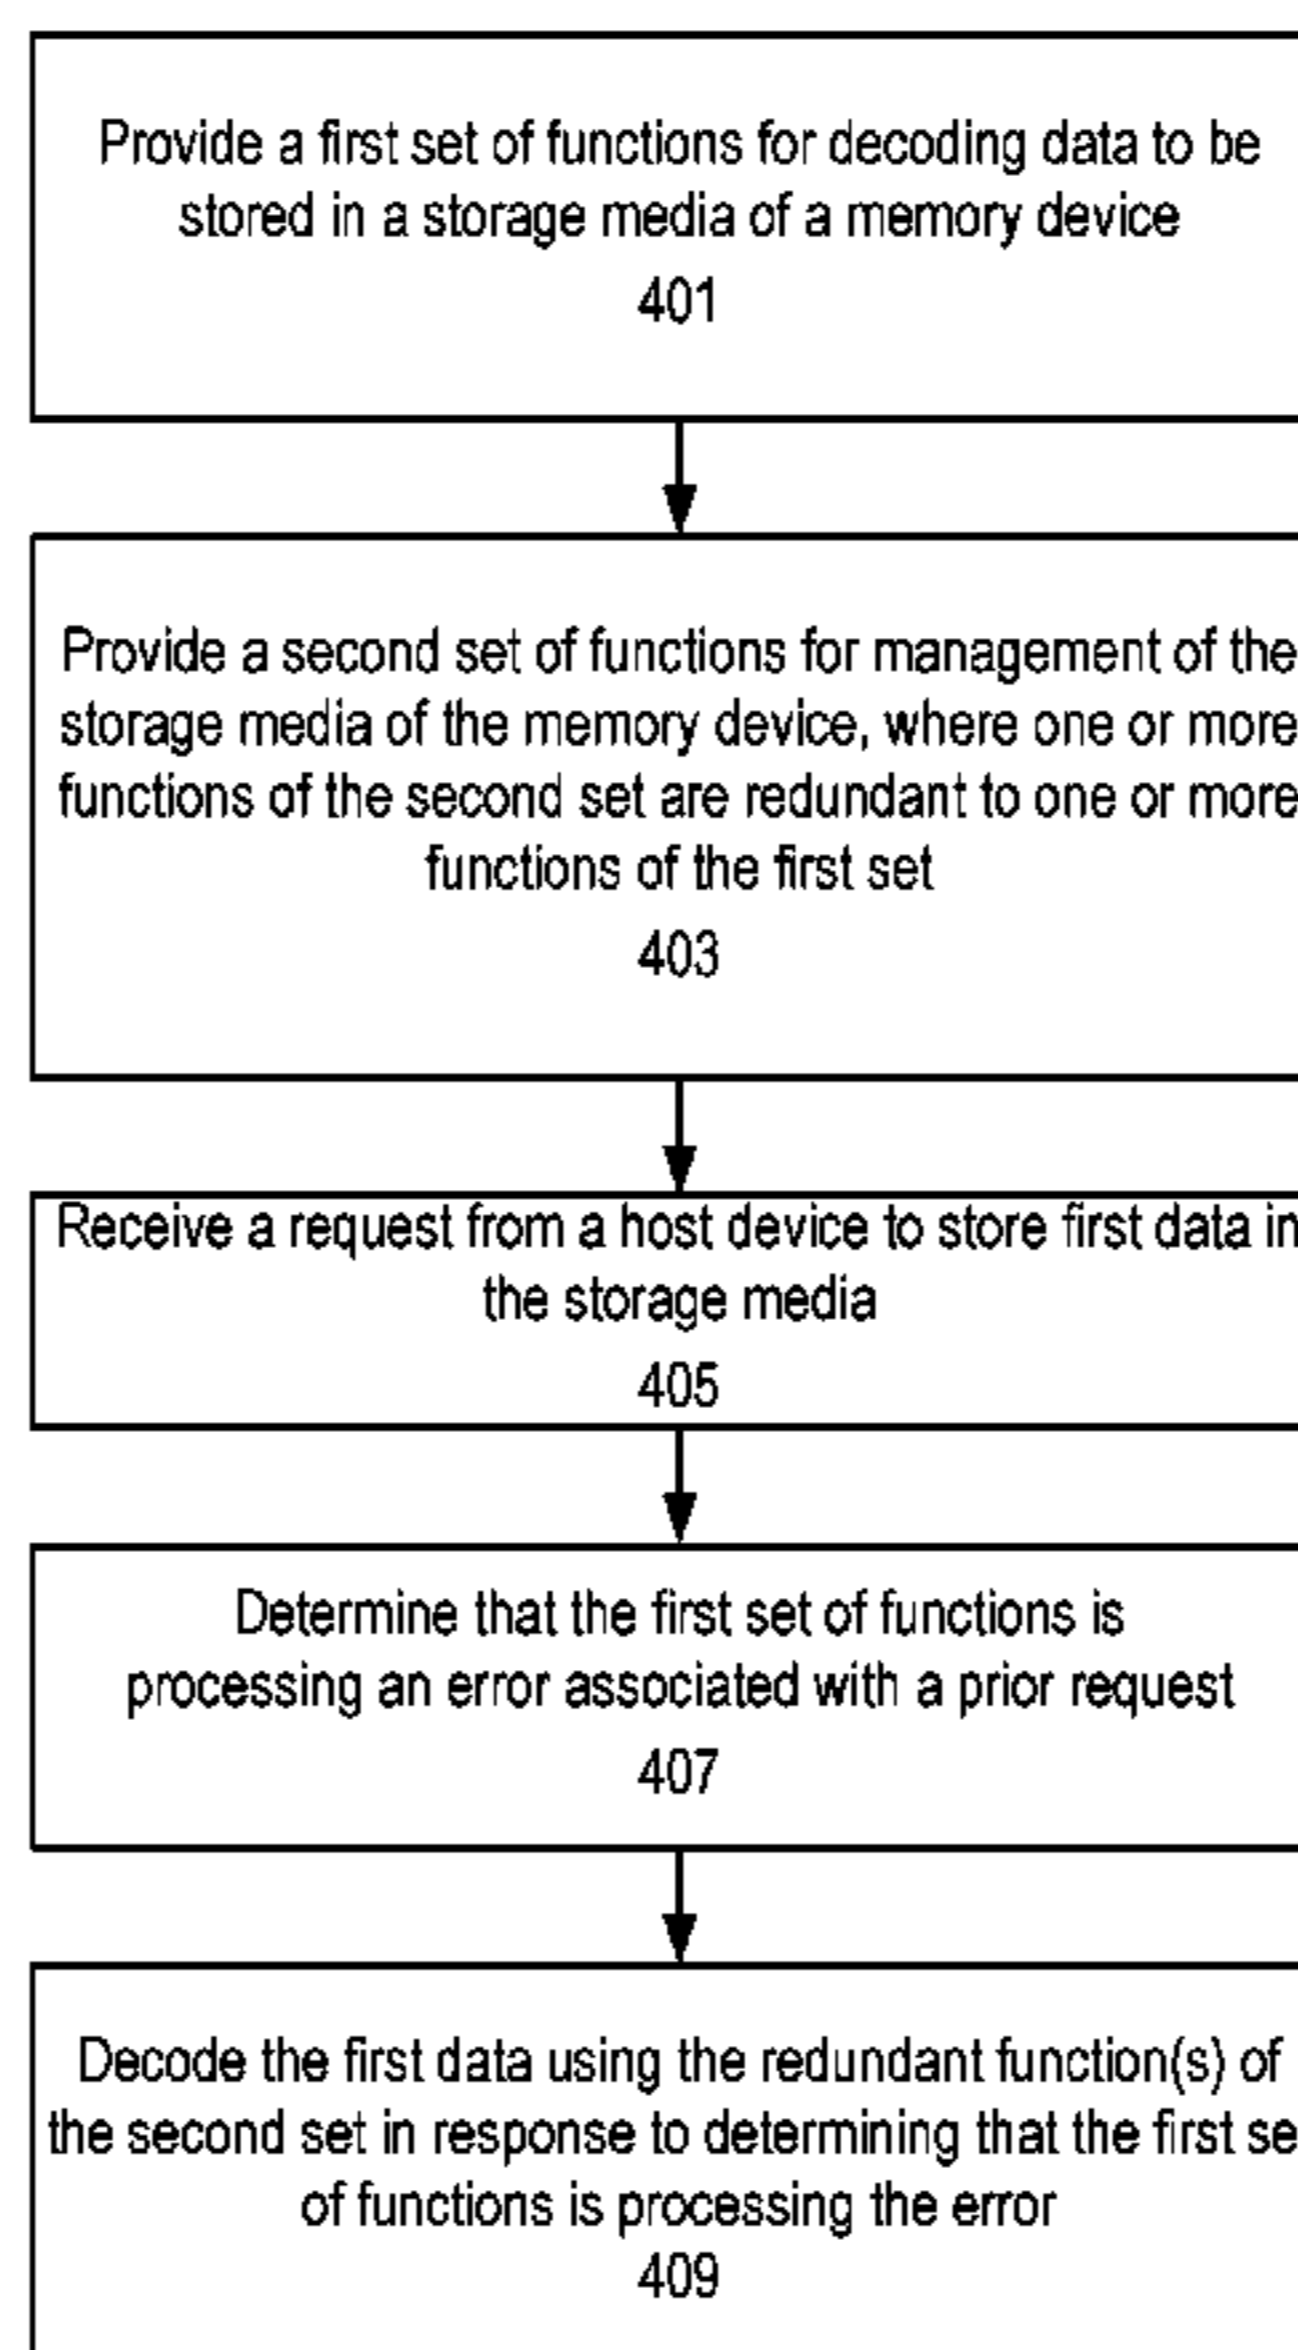 Provide a first set of functions for decoding data to be
stored in a storage media of a memory device
401
Provide a second set of functions for management of the
storage media of the memory device, where one or more
functions of the second set are redundant to one or more
functions of the first set
403
Receive a request from a host device to store first data in
the storage media
405
Determine that the first set of functions is
processing an error associated with a prior request
407
Decode the first data using the redundant function(s) of
the second set in response to determining that the first se
of functions is processing the error
409